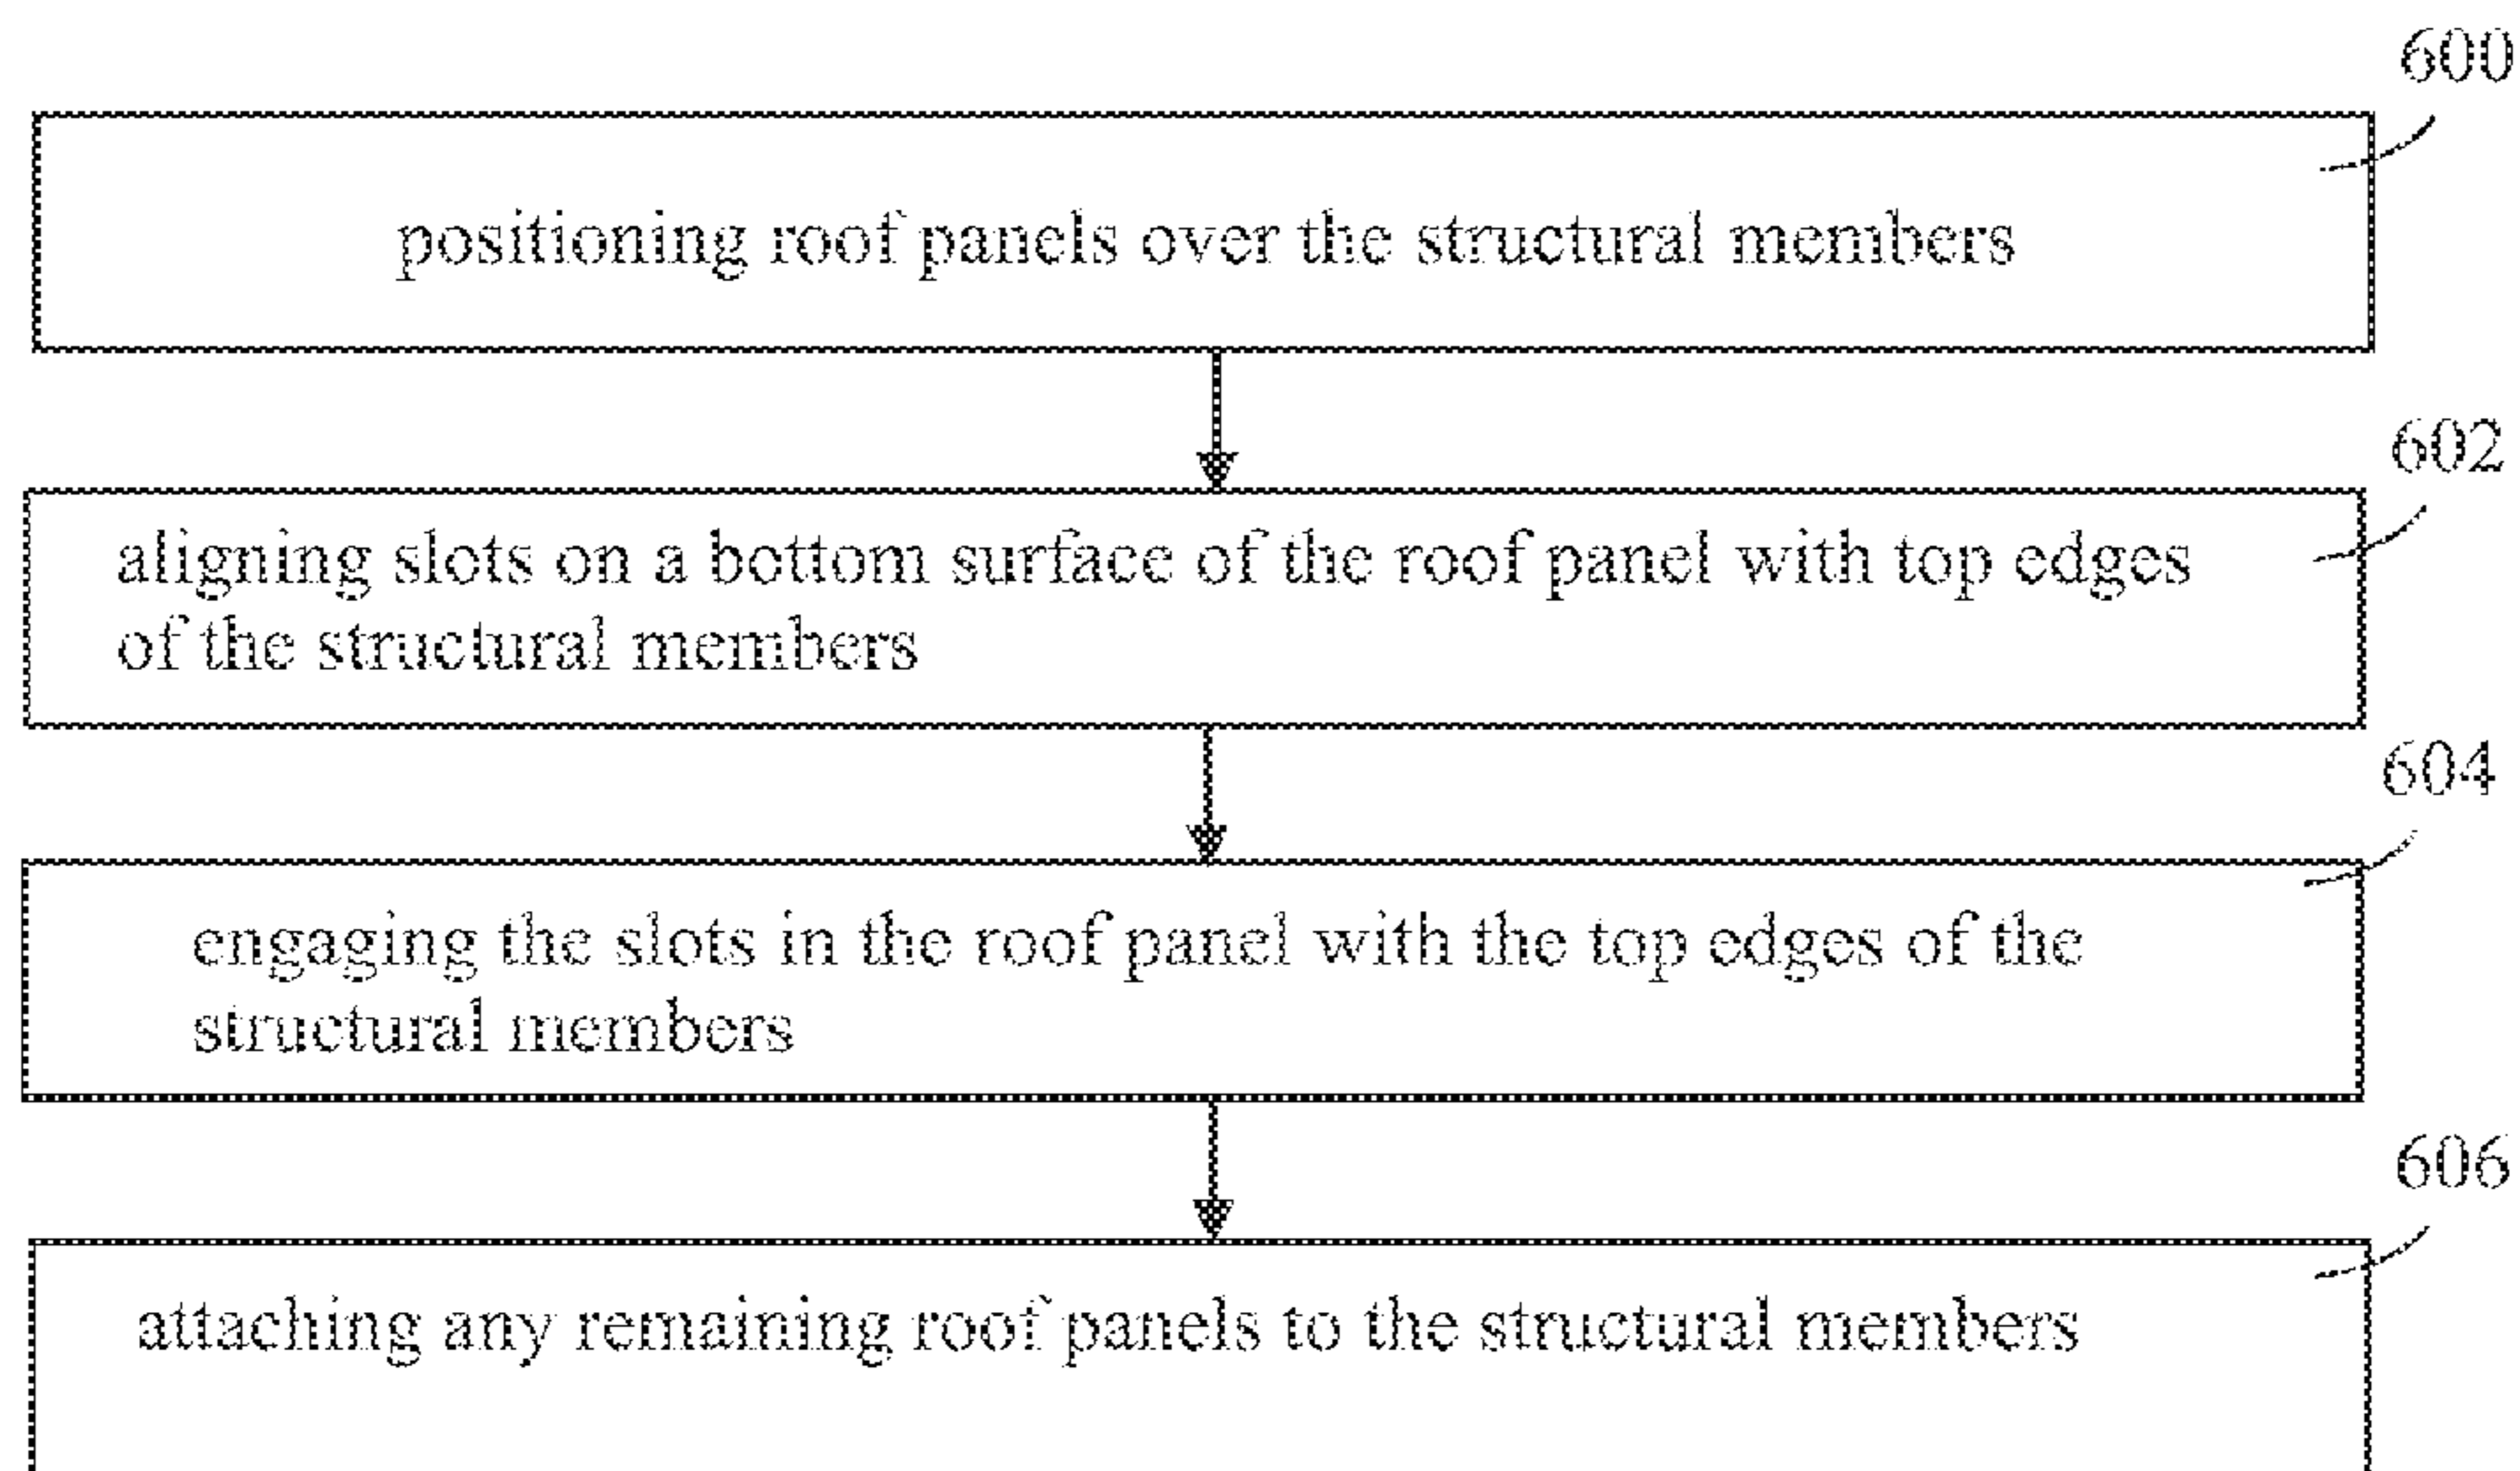 600
positioning roof panels over the structural members
602
aligning slots on a bottom surface of the roof panel with top edges
of the structural members
604
engaging the slots in the roof panel with the top edges of the
structural members
606
attaching any remaining roof panels to the structural members